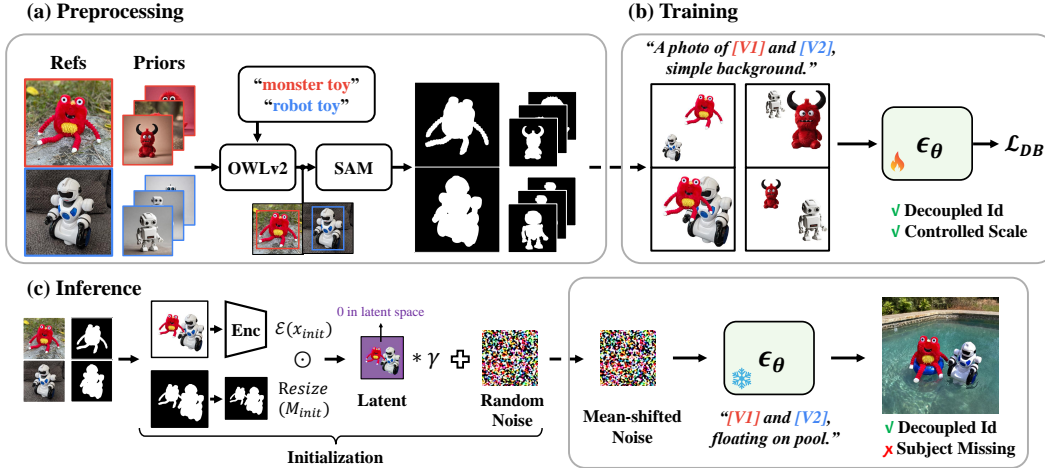 (a) Preprocessing
(b) Training
Refs
Priors
“monster toy”
“robot toy”
OWLv2
SAM
“A photo of [V1] and [V2],
simple background.”
ϵθ
ℒDB
√ Decoupled Id
√ Controlled Scale
(c) Inference
Enc
ℰ(x_init)
⊙
Resize
(M_init)
0 in latent space
* γ
Latent
Random
Noise
Initialization
Mean-shifted
Noise
ϵθ
“[V1] and [V2],
floating on pool.”
√ Decoupled Id
✗ Subject Missing